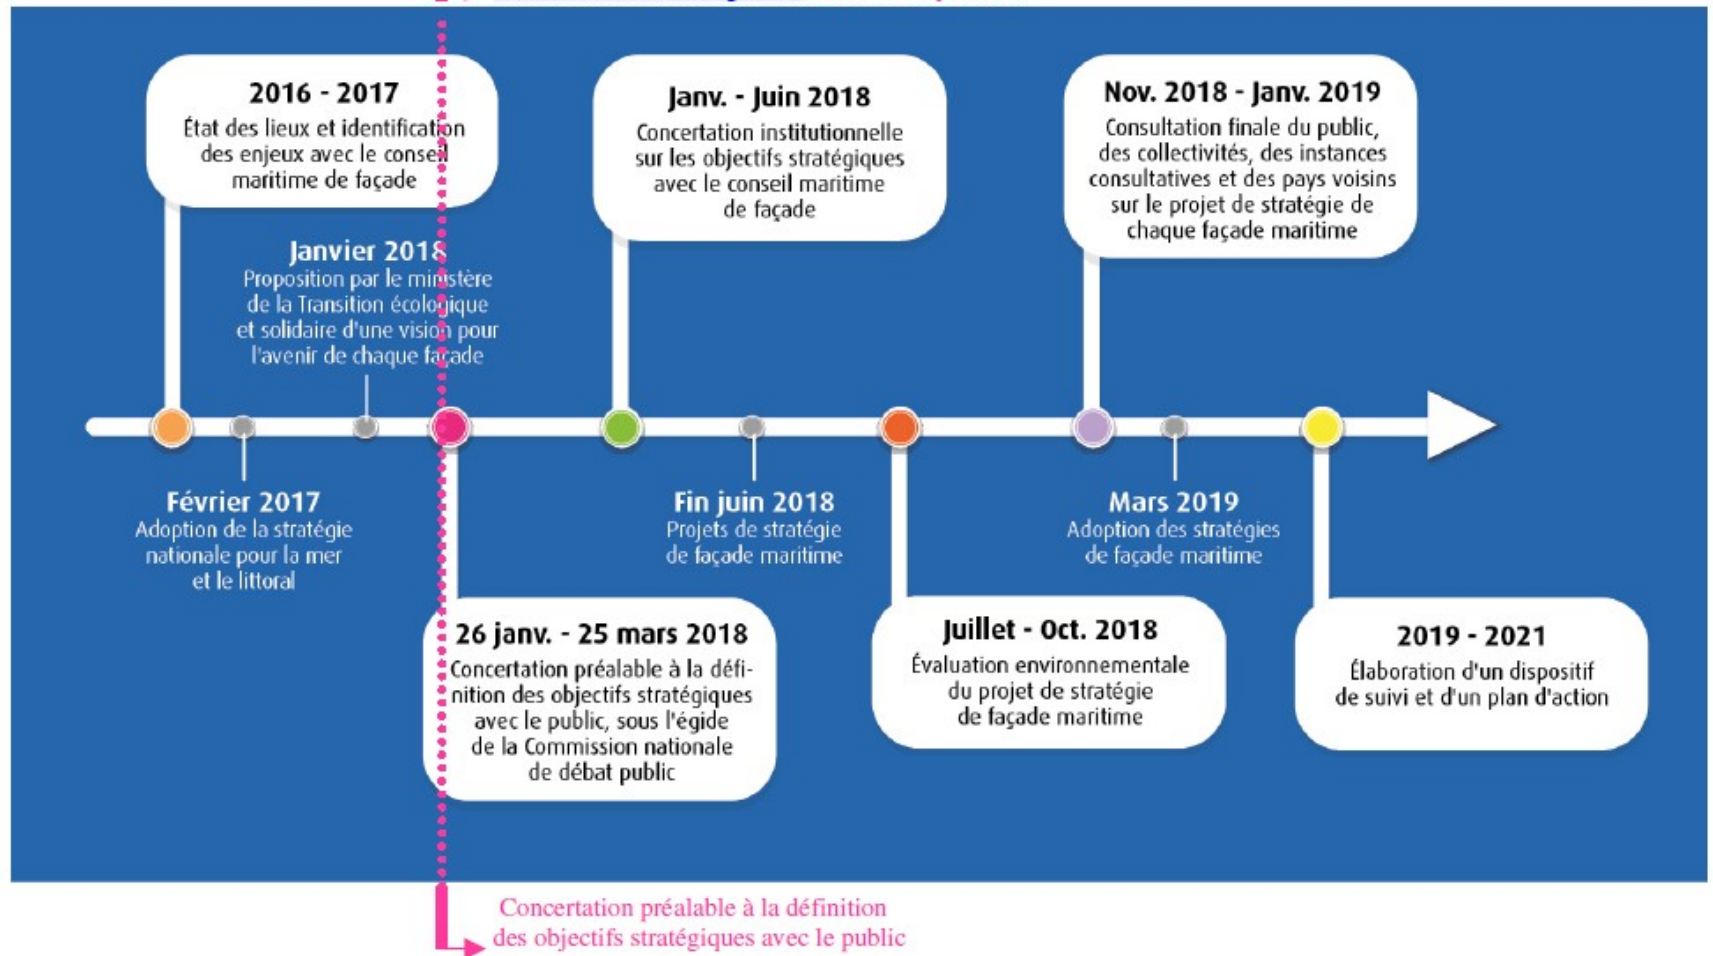 2016 - 2017
État des lieux et identification
des enjeux avec le conseil
maritime de façade
Janvier 2018
Proposition par le ministère
de la Transition écologique
et solidaire d'une vision pour
l'avenir de chaque façade
Février 2017
Adoption de la stratégie
nationale pour la mer
et le littoral
26 janv. - 25 mars 2018
Concertation préalable à la défi-
nition des objectifs stratégiques
avec le public, sous l'égide
de la Commission nationale
de débat public
Janv. - Juin 2018
Concertation institutionnelle
sur les objectifs stratégiques
avec le conseil maritime
de façade
Fin juin 2018
Projets de stratégie
de façade maritime
Juillet - Oct. 2018
Évaluation environnementale
du projet de stratégie
de façade maritime
Nov. 2018 - Janv. 2019
Consultation finale du public,
des collectivités, des instances
consultatives et des pays voisins
sur le projet de stratégie de
chaque façade maritime
Mars 2019
Adoption des stratégies
de façade maritime
2019 - 2021
Élaboration d'un dispositif
de suivi et d'un plan d'action
Concertation préalable à la définition
des objectifs stratégiques avec le public